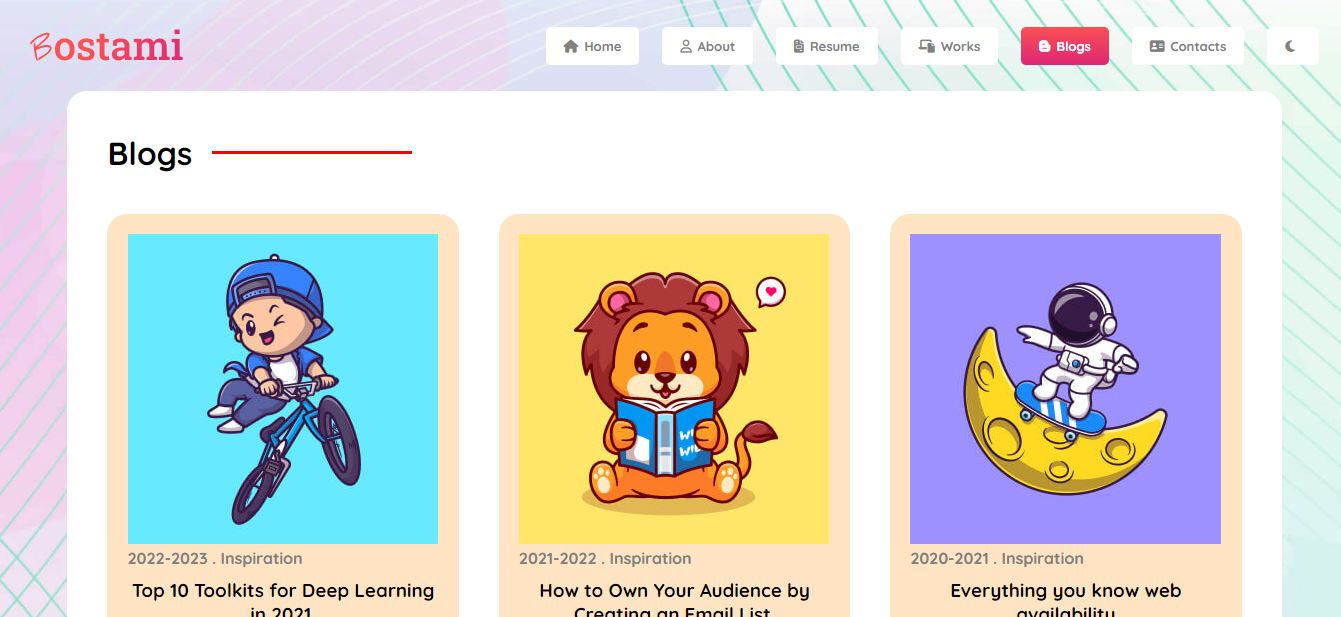 Bostami
Home
About
Resume
Works
Blogs
Contacts
Blogs
2022-2023 . Inspiration
Top 10 Toolkits for Deep Learning
in 2021
2021-2022 . Inspiration
How to Own Your Audience by
Creating an Email List
2020-2021 . Inspiration
Everything you know web
availability